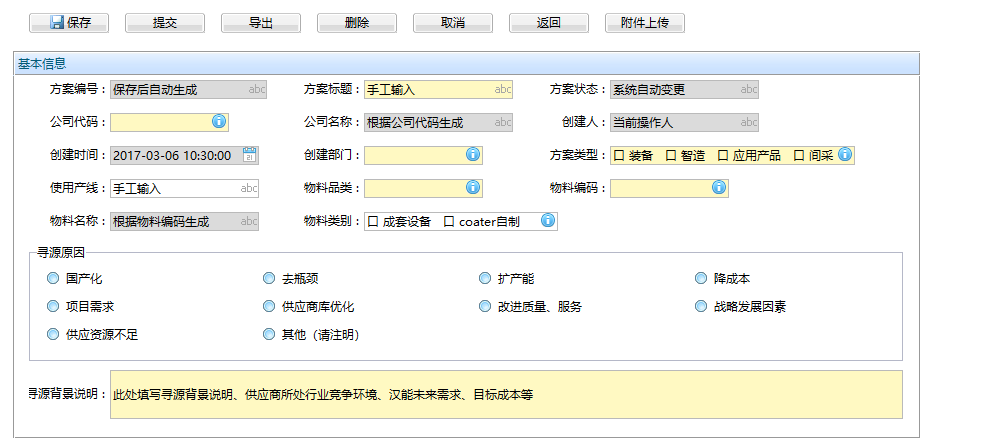 保存 提交 导出 删除 取消 返回 附件上传
基本信息
方案编号： 保存后自动生成 abc 方案标题： 手工输入 abc 方案状态： 系统自动变更 abc
公司代码： 公司名称： 根据公司代码生成 abc 创建人： 当前操作人 abc
创建时间： 2017-03-06 10:30:00 创建部门： 方案类型： 口 装备 口 智造 口 应用产品 口 间采
使用产线： 手工输入 abc 物料品类： 物料编码：
物料名称： 根据物料编码生成 abc 物料类别： 口 成套设备 口 coater自制
寻源原因
国产化 去瓶颈 扩产能 降成本
项目需求 供应商库优化 改进质量、服务 战略发展因素
供应资源不足 其他（请注明）
寻源背景说明： 此处填写寻源背景说明、供应商所处行业竞争环境、汉能未来需求、目标成本等